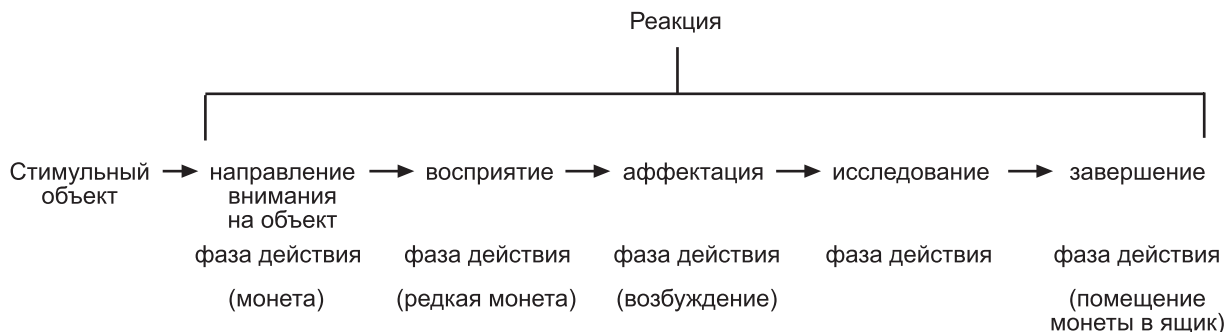 Реакция
Стимульный объект
направление внимания на объект
восприятие
аффектация
исследование
завершение
фаза действия
фаза действия
фаза действия
фаза действия
фаза действия
(монета)
(редкая монета)
(возбуждение)
(помещение монеты в ящик)